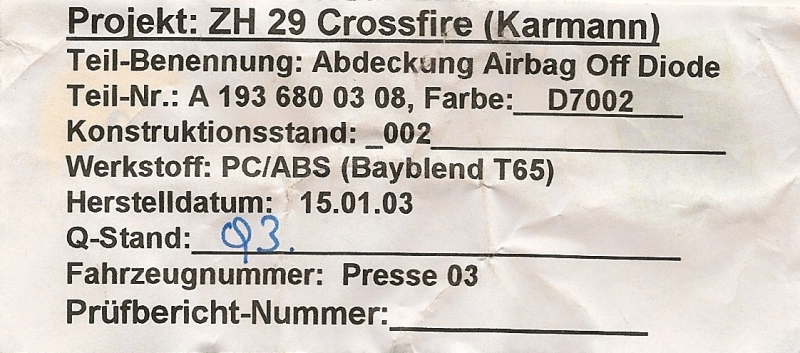 Projekt: ZH 29 Crossfire (Karmann)
Teil-Benennung: Abdeckung Airbag Off Diode
Teil-Nr.: A 193 680 03 08, Farbe: D7002
Konstruktionsstand: _002
Werkstoff: PC/ABS (Bayblend T65)
Herstelldatum: 15.01.03
Q-Stand: Q3.
Fahrzeugnummer: Presse 03
Prüfbericht-Nummer: